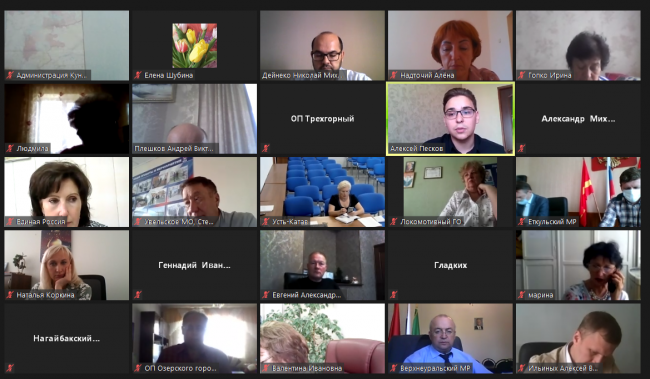 Администрация Кун...
Елена Шубина
Дейнеко Николай Мих...
Надточий Алёна
Гопко Ирина
Людмила
Плешков Андрей Викт...
ОП Трехгорный
Алексей Песков
Александр Мих...
Единая Россия
Увельское МО, Сте...
Усть-Катав
Локомотивный ГО
Еткульский МР
Наталья Коркина
Геннадий Иван...
Евгений Александр...
Гладких
марина
Нагайбакский...
ОП Озерского горо...
Валентина Ивановна
Верхнеуральский МР
Ильиных Алексей В...